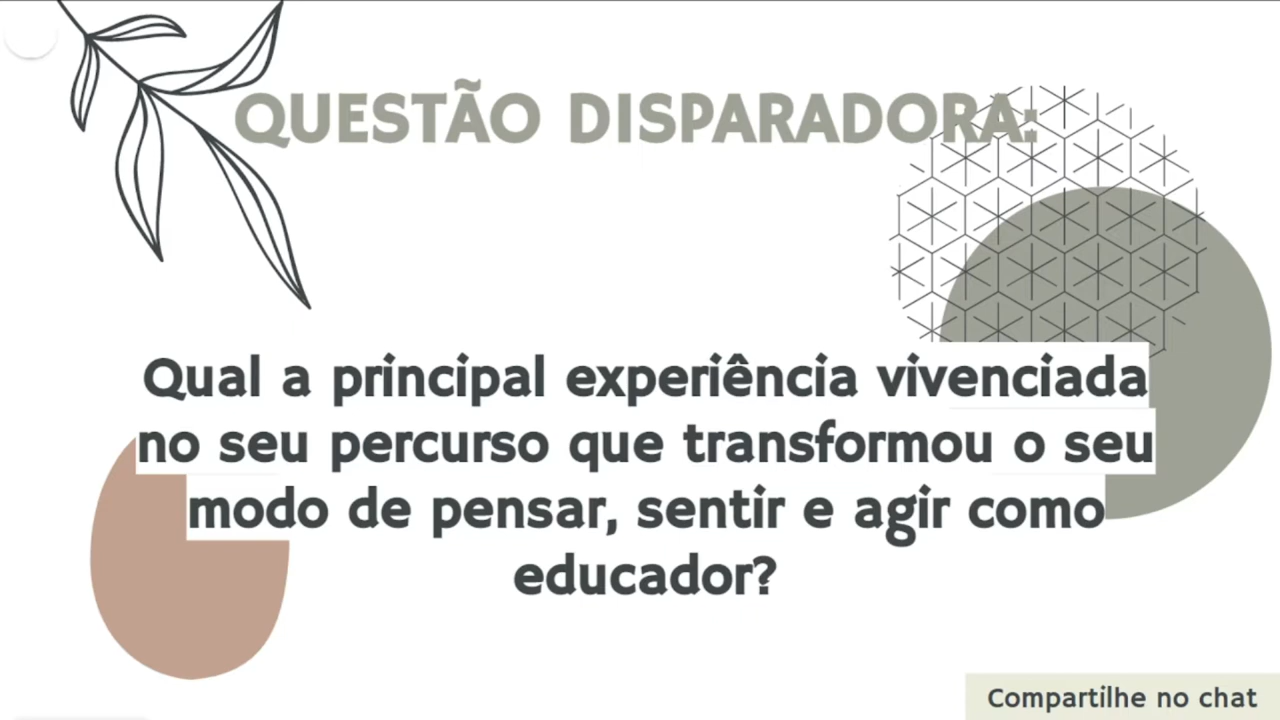 QUESTÃO DISPARADORA:
Qual a principal experiência vivenciada
no seu percurso que transformou o seu
modo de pensar, sentir e agir como
educador?
Compartilhe no chat